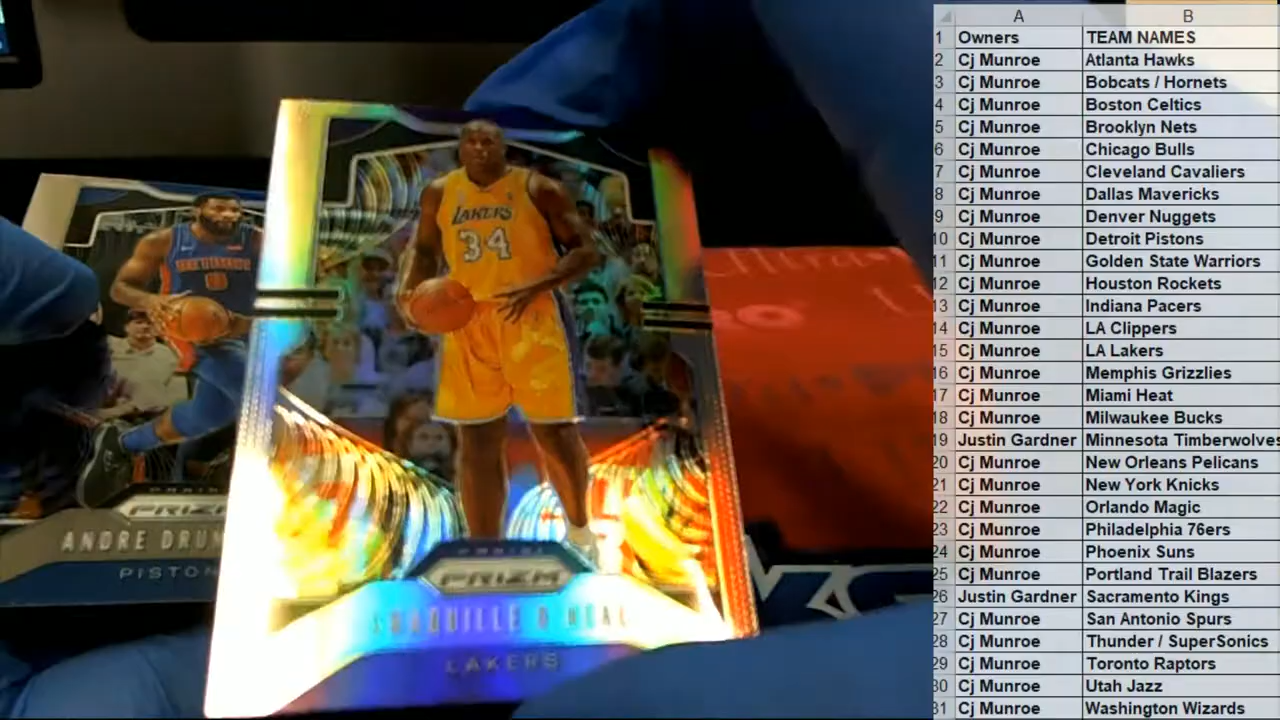 LAKERS
34
PANINI
PRIZM
LAKERS
DETROIT
0
PANINI
PRIZM
ANDRE DRUM
PISTON
A B
1 Owners TEAM NAMES
2 Cj Munroe Atlanta Hawks
3 Cj Munroe Bobcats / Hornets
4 Cj Munroe Boston Celtics
5 Cj Munroe Brooklyn Nets
6 Cj Munroe Chicago Bulls
7 Cj Munroe Cleveland Cavaliers
8 Cj Munroe Dallas Mavericks
9 Cj Munroe Denver Nuggets
10 Cj Munroe Detroit Pistons
11 Cj Munroe Golden State Warriors
12 Cj Munroe Houston Rockets
13 Cj Munroe Indiana Pacers
14 Cj Munroe LA Clippers
15 Cj Munroe LA Lakers
16 Cj Munroe Memphis Grizzlies
17 Cj Munroe Miami Heat
18 Cj Munroe Milwaukee Bucks
19 Justin Gardner Minnesota Timberwolves
20 Cj Munroe New Orleans Pelicans
21 Cj Munroe New York Knicks
22 Cj Munroe Orlando Magic
23 Cj Munroe Philadelphia 76ers
24 Cj Munroe Phoenix Suns
25 Cj Munroe Portland Trail Blazers
26 Justin Gardner Sacramento Kings
27 Cj Munroe San Antonio Spurs
28 Cj Munroe Thunder / SuperSonics
29 Cj Munroe Toronto Raptors
30 Cj Munroe Utah Jazz
31 Cj Munroe Washington Wizards